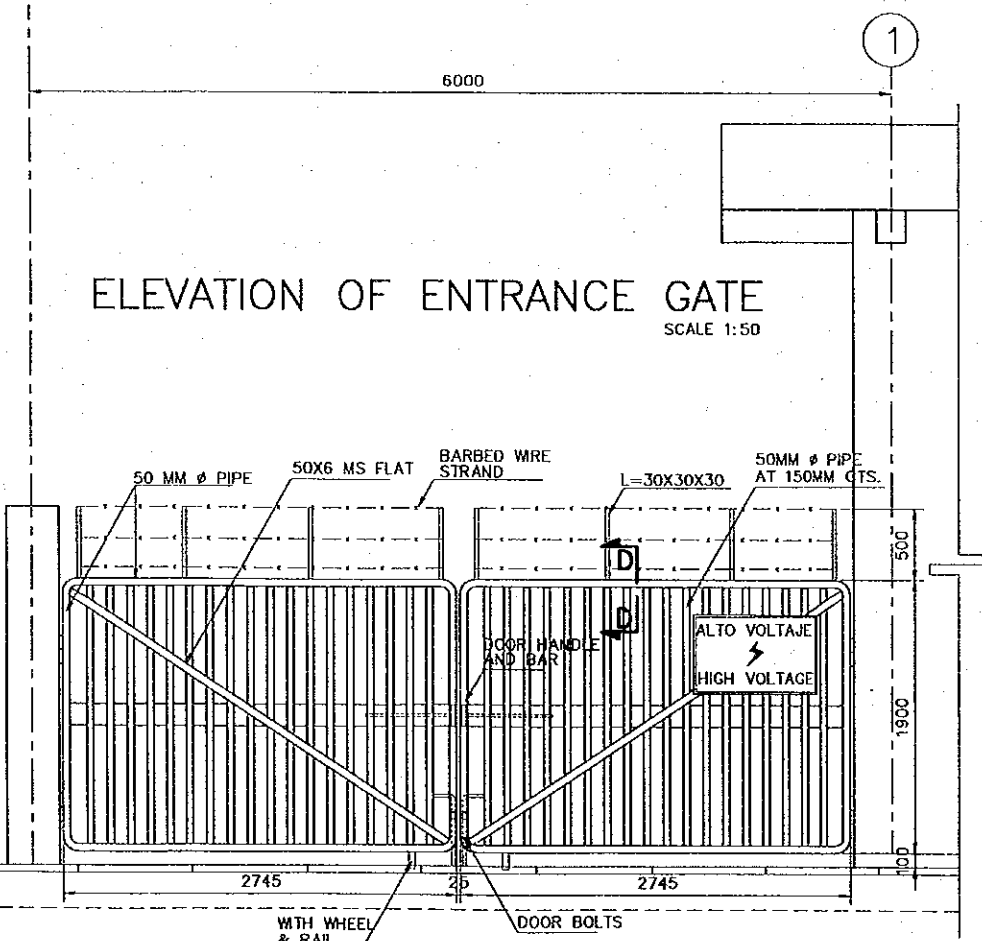 1
6000
ELEVATION OF ENTRANCE GATE
SCALE 1:50
50 MM ø PIPE
50X6 MS FLAT
BARBED WIRE
STRAND
L=30X30X30
50MM ø PIPE
AT 150MM CTS.
500
D
D
DOOR HANDLE
AND BAR
ALTO VOLTAJE
HIGH VOLTAGE
1900
100
2745
25
2745
WITH WHEEL
& RAIL
DOOR BOLTS